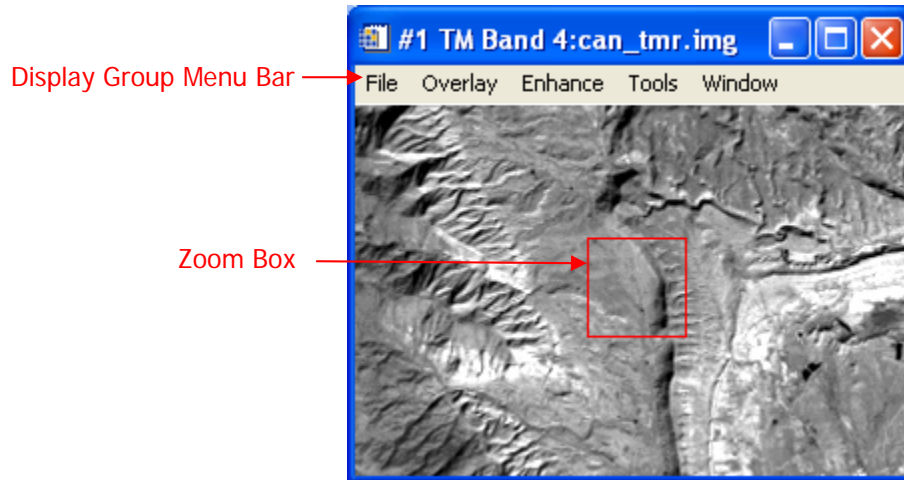 #1 TM Band 4:can_tmr.img
Display Group Menu Bar
File Overlay Enhance Tools Window
Zoom Box